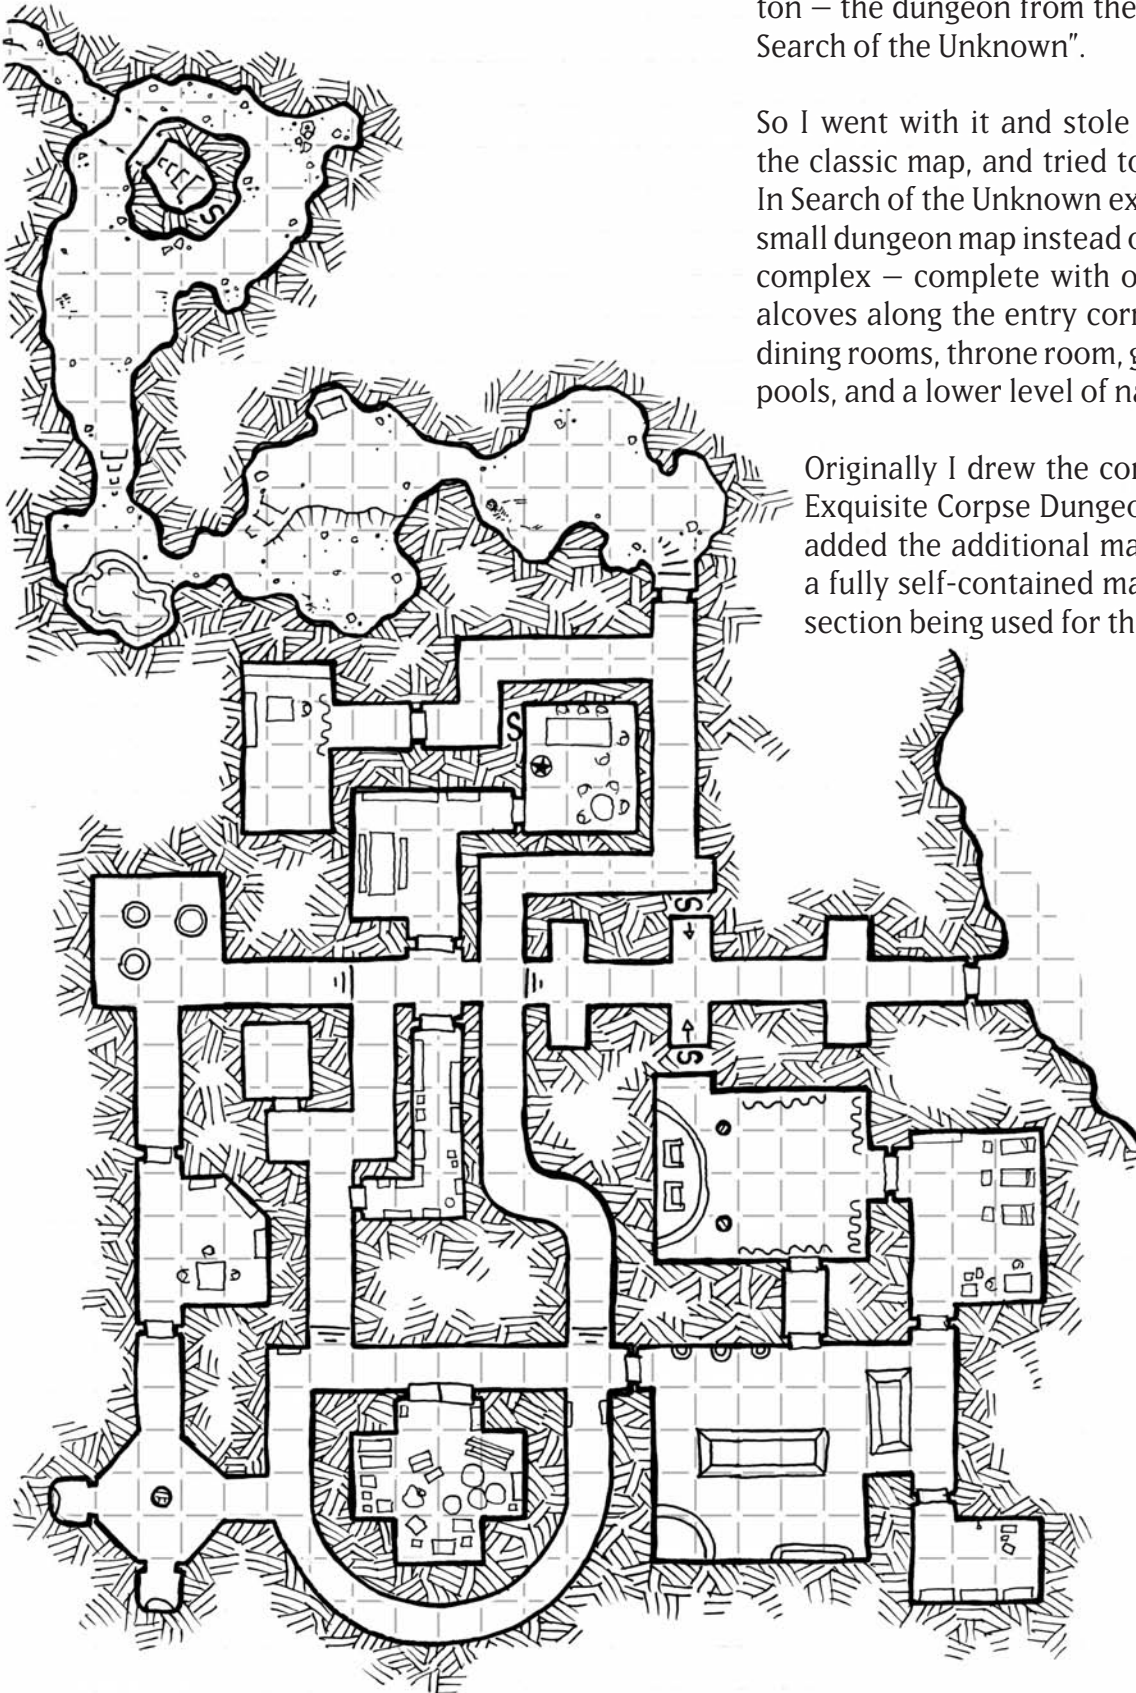 ton – the dungeon from the
Search of the Unknown".
So I went with it and stole
the classic map, and tried to
In Search of the Unknown ex
small dungeon map instead o
complex – complete with o
alcoves along the entry corr
dining rooms, throne room, g
pools, and a lower level of na
Originally I drew the cor
Exquisite Corpse Dungeo
added the additional ma
a fully self-contained ma
section being used for th
S
S
S
S